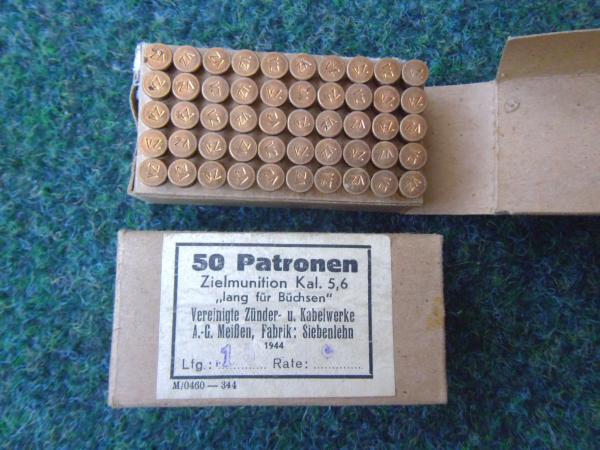 50 Patronen
Zielmunition Kal. 5,6
„lang für Büchsen"
Vereinigte Zünder- u. Kabelwerke
A.-G. Meißen, Fabrik: Siebenlehn
1944
Lfg.: 1 Rate:
M/0460 — 344